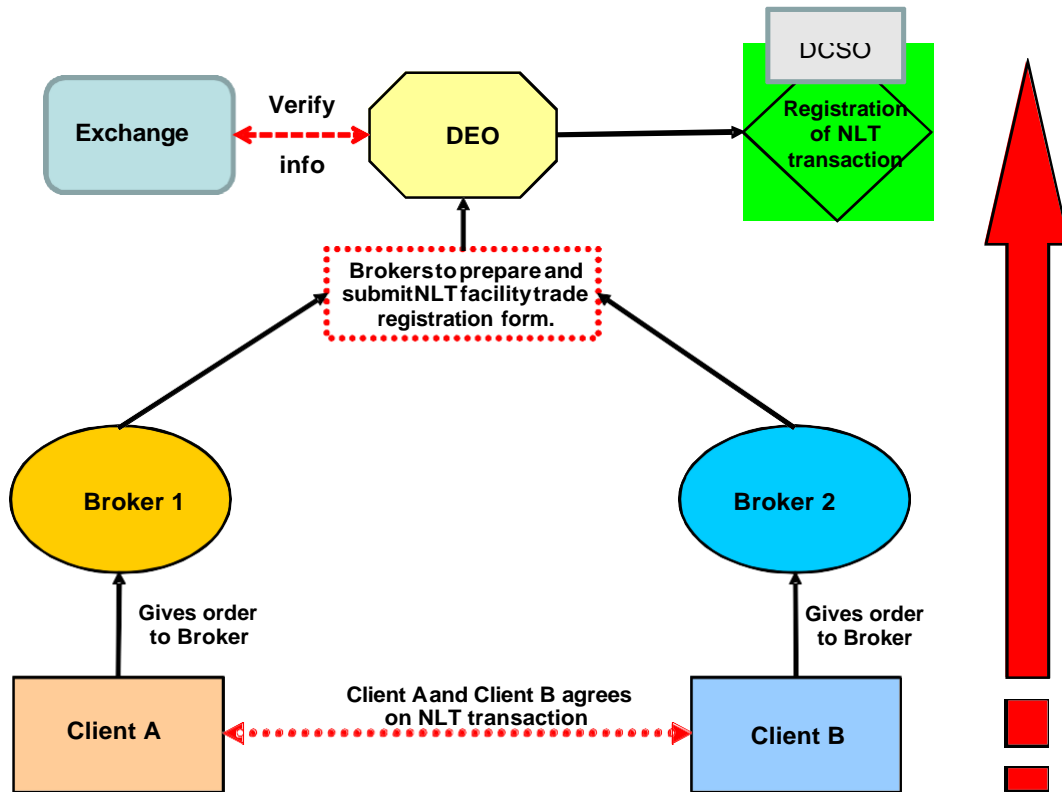 DCSO
Exchange
Verify
info
DEO
Registration
of NLT
transaction
Brokers to prepare and
submit NLT facility trade
registration form.
Broker 1
Broker 2
Gives order
to Broker
Gives order
to Broker
Client A and Client B agrees
on NLT transaction
Client A
Client B